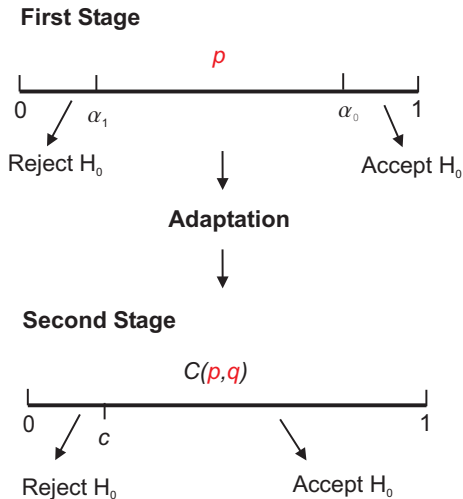 First Stage
p
0 α₁ α₀ 1
Reject H₀ Accept H₀
Adaptation
Second Stage
C(p,q)
0 c 1
Reject H₀ Accept H₀